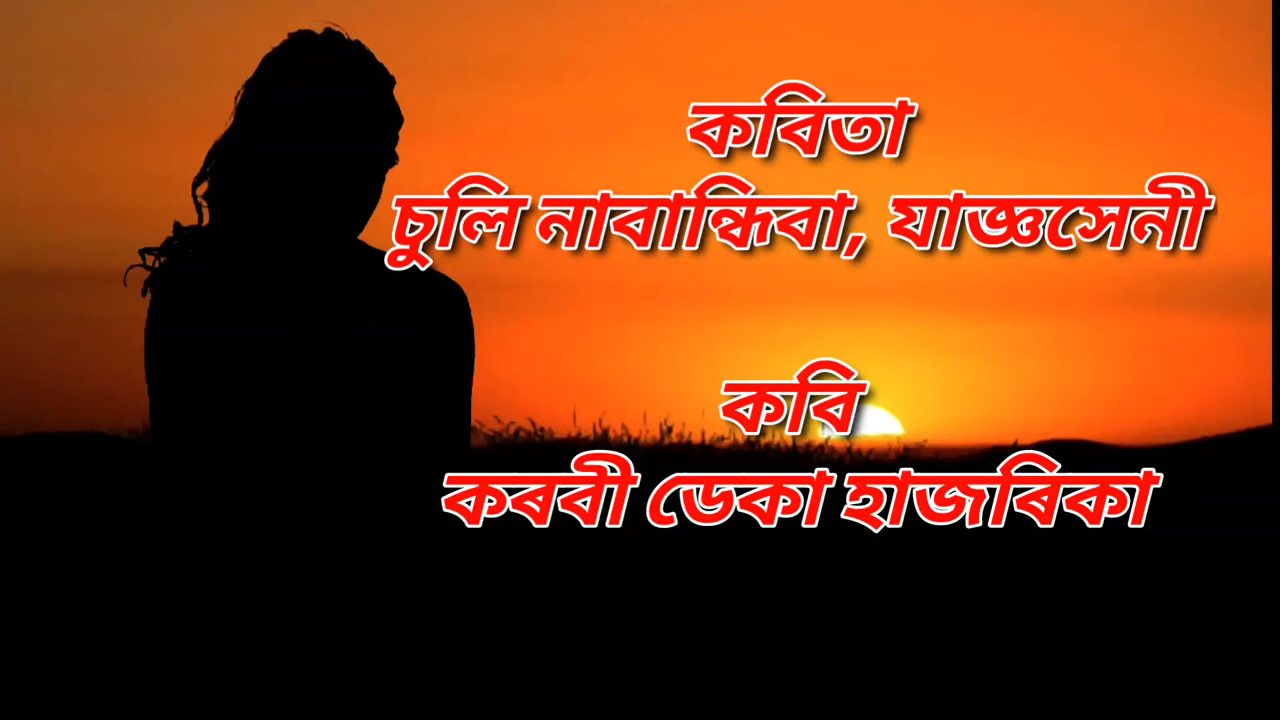 কবিতা
চুলি নাবান্ধিবা, যাজ্ঞসেনী
কবি
কৰবী ডেকা হাজৰিকা